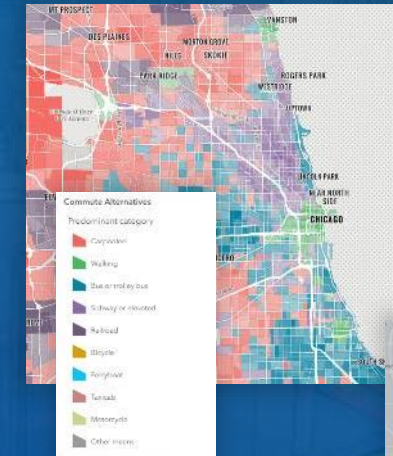 MT PROSPECT
EVANSTON
DES PLAINES
MORTON GROVE
NILES
SKOKIE
PARK RIDGE
ROGERS PARK
WESTRIDGE
UPTOWN
LINCOLN PARK
NEAR NORTH
SIDE
CHICAGO
CICERO
Commute Alternatives
Predominant category
Carpooled
Walking
Bus or trolley bus
Subway or elevated
Railroad
Bicycle
Ferryboat
Taxicab
Motorcycle
Other means